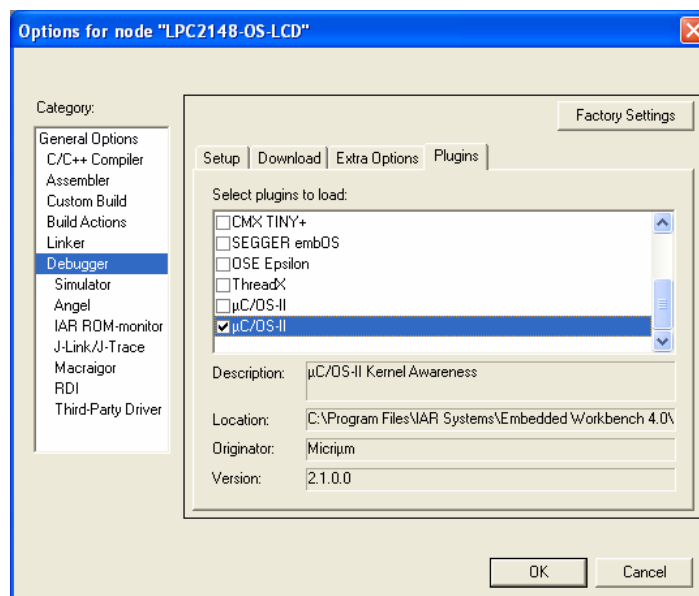 Options for node "LPC2148-OS-LCD"
Category:
General Options
C/C++ Compiler
Assembler
Custom Build
Build Actions
Linker
Debugger
Simulator
Angel
IAR ROM-monitor
J-Link/J-Trace
Macraigor
RDI
Third-Party Driver
Factory Settings
Setup Download Extra Options Plugins
Select plugins to load:
CMX TINY+
SEGGER embOS
OSE Epsilon
ThreadX
µC/OS-II
µC/OS-II
Description: µC/OS-II Kernel Awareness
Location: C:\Program Files\IAR Systems\Embedded Workbench 4.0\
Originator: Micriµm
Version: 2.1.0.0
OK Cancel